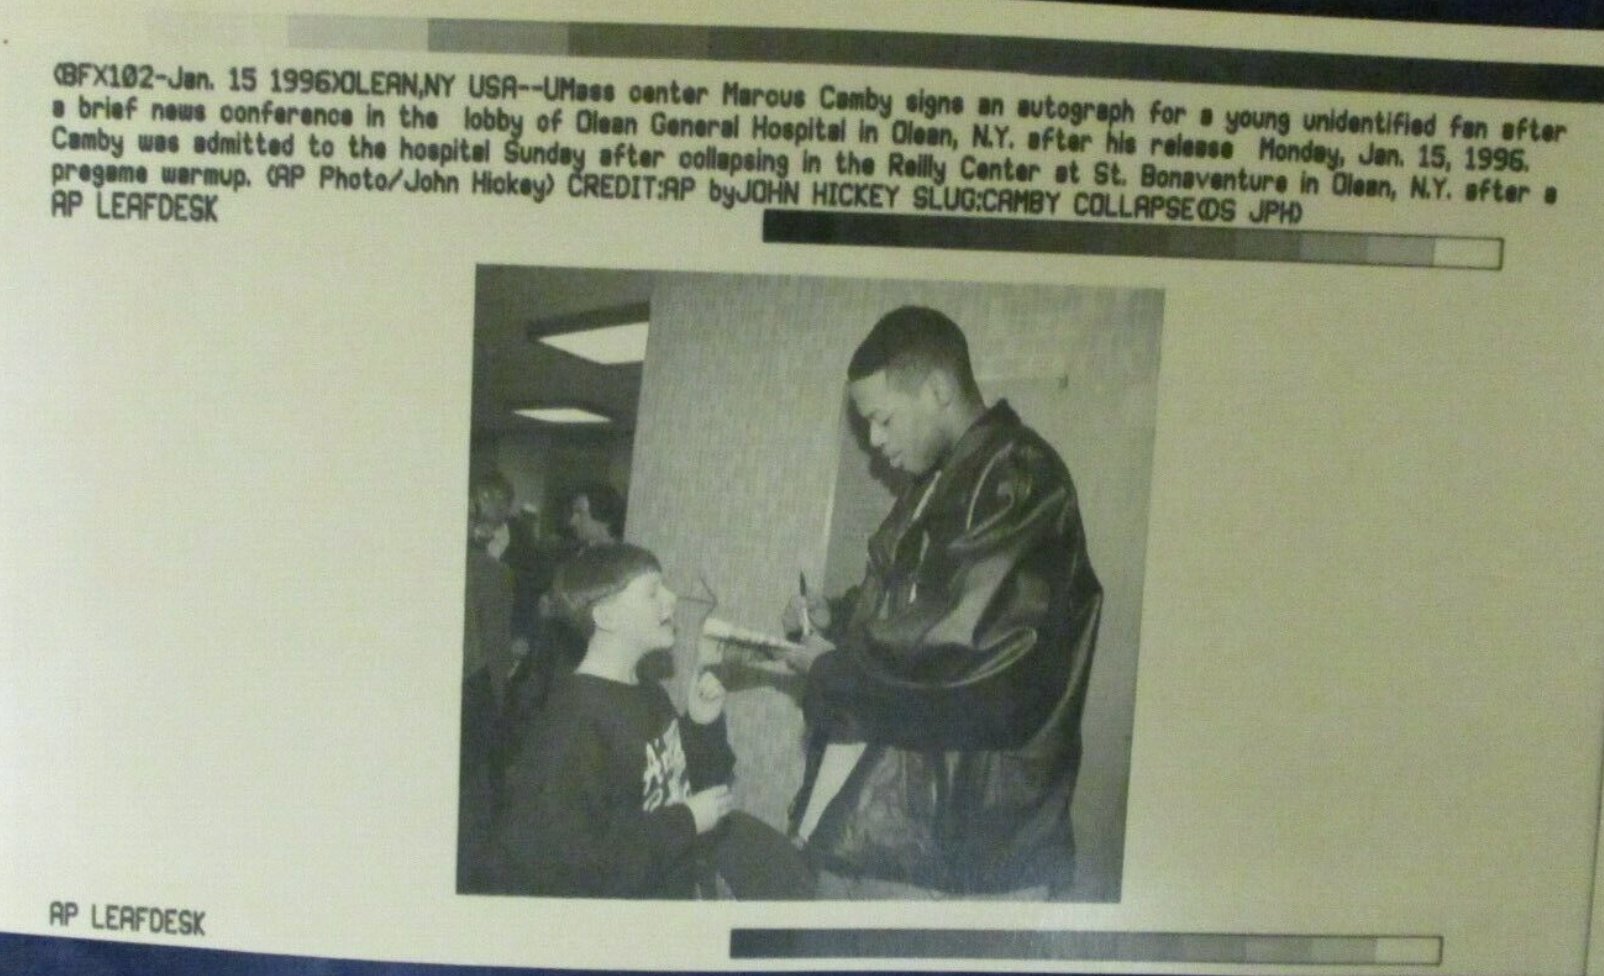 (BFX102-Jan. 15 1996)OLEAN,NY USA--UMass center Marcus Camby signs an autograph for a young unidentified fan after
a brief news conference in the lobby of Olean General Hospital in Olean, N.Y. after his release Monday, Jan. 15, 1996.
Camby was admitted to the hospital Sunday after collapsing in the Reilly Center at St. Bonaventure in Olean, N.Y. after a
pregame warmup. (AP Photo/John Hickey) CREDIT:AP byJOHN HICKEY SLUG:CAMBY COLLAPSE(DS JPH)
AP LEAFDESK
AP LEAFDESK